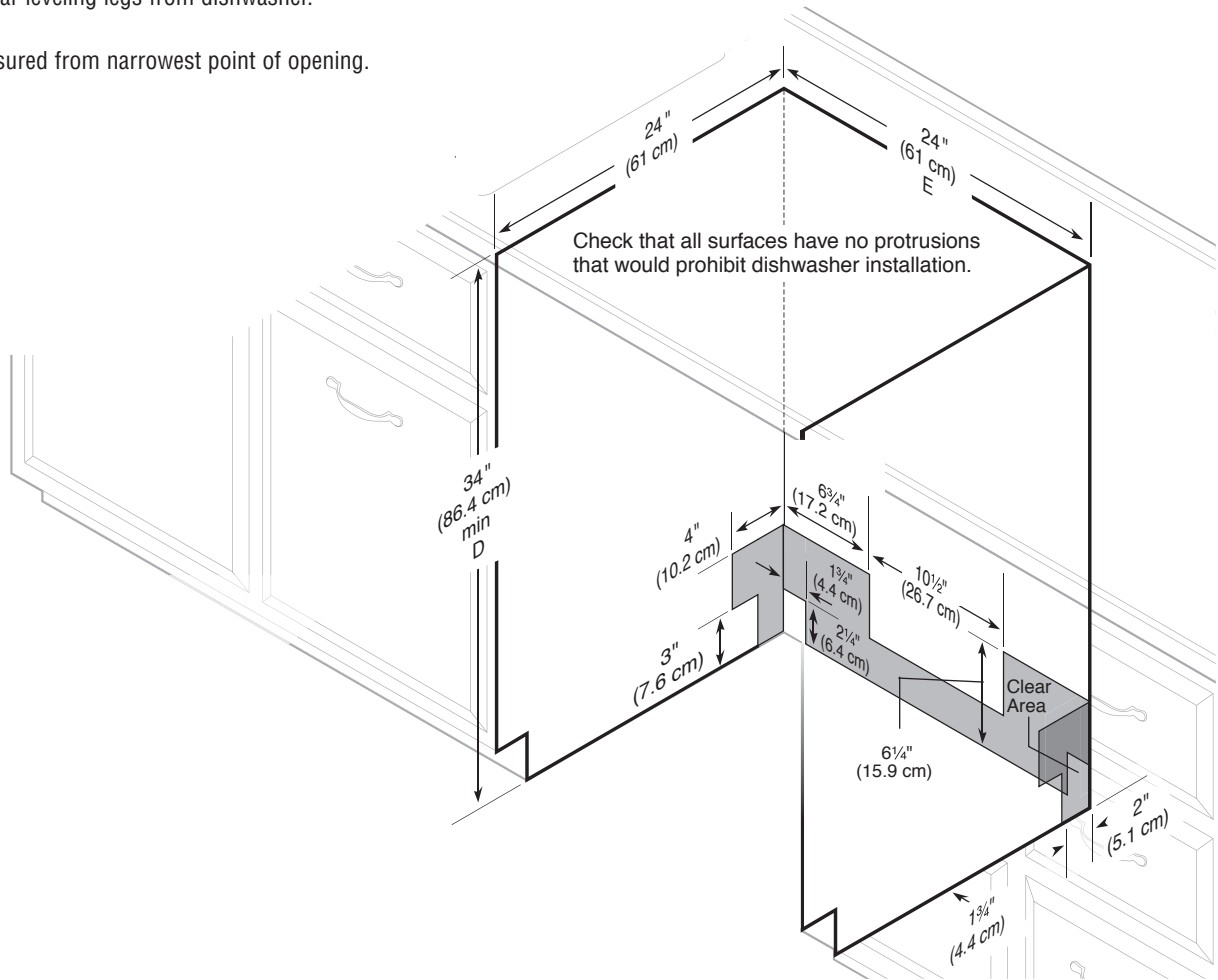 leveling legs from dishwasher.
from narrowest point of opening.
24"
(61 cm)
24"
(61 cm)
E
Check that all surfaces have no protrusions
that would prohibit dishwasher installation.
34"
(86.4 cm)
min
D
4"
(10.2 cm)
6¾"
(17.2 cm)
1¾"
(4.4 cm)
10½"
(26.7 cm)
2¼"
(6.4 cm)
3"
(7.6 cm)
Clear
Area
6¼"
(15.9 cm)
2"
(5.1 cm)
1¾"
(4.4 cm)